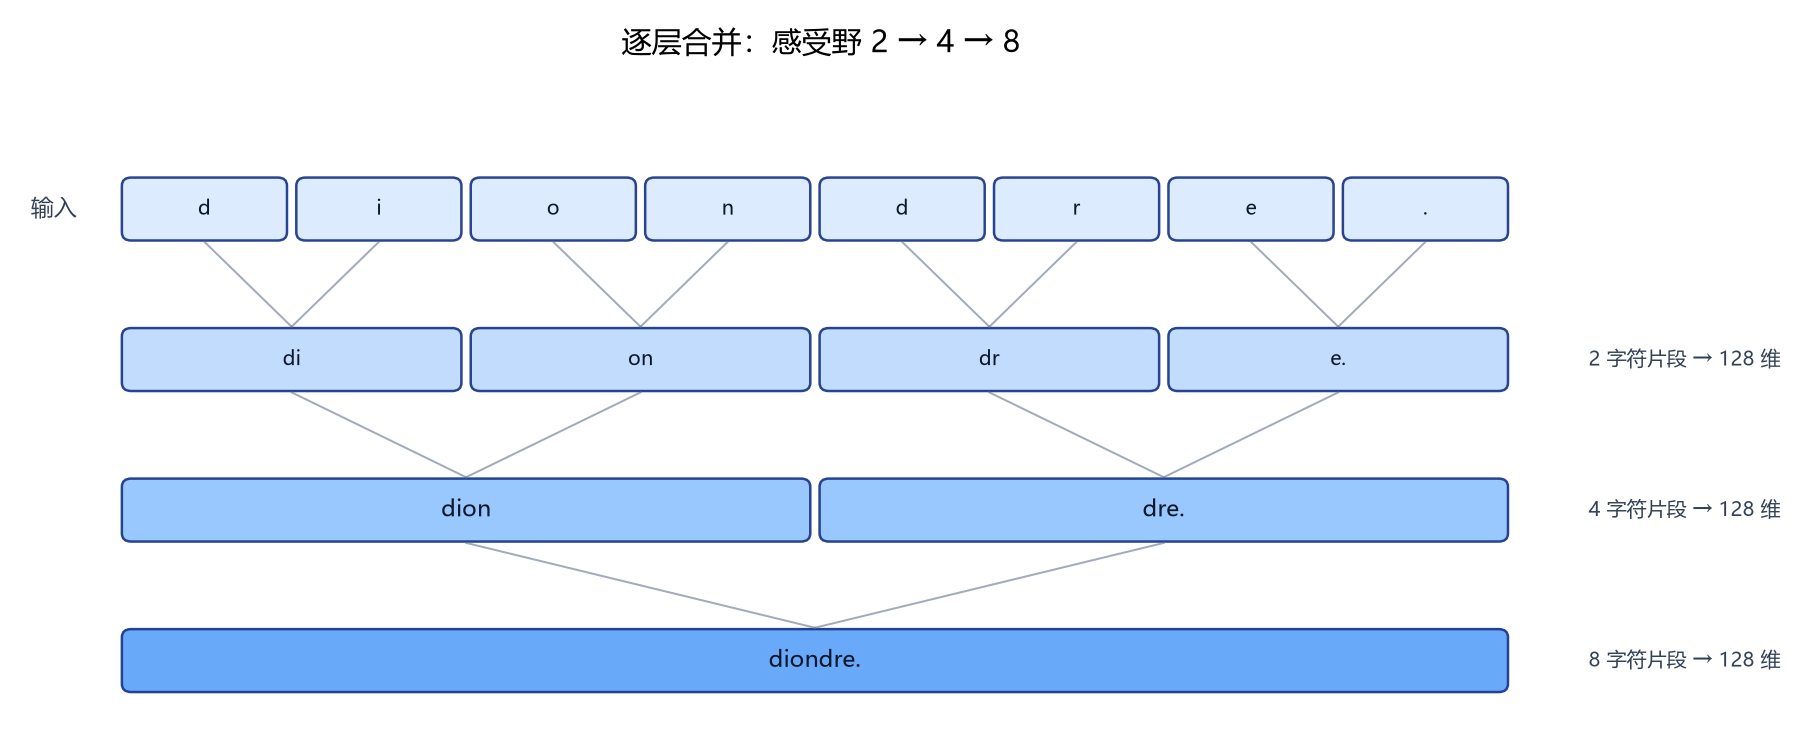 逐层合并：感受野 2 → 4 → 8
输入 d i o n d r e .
di on dr e. 2 字符片段 → 128 维
dion dre. 4 字符片段 → 128 维
diondre. 8 字符片段 → 128 维